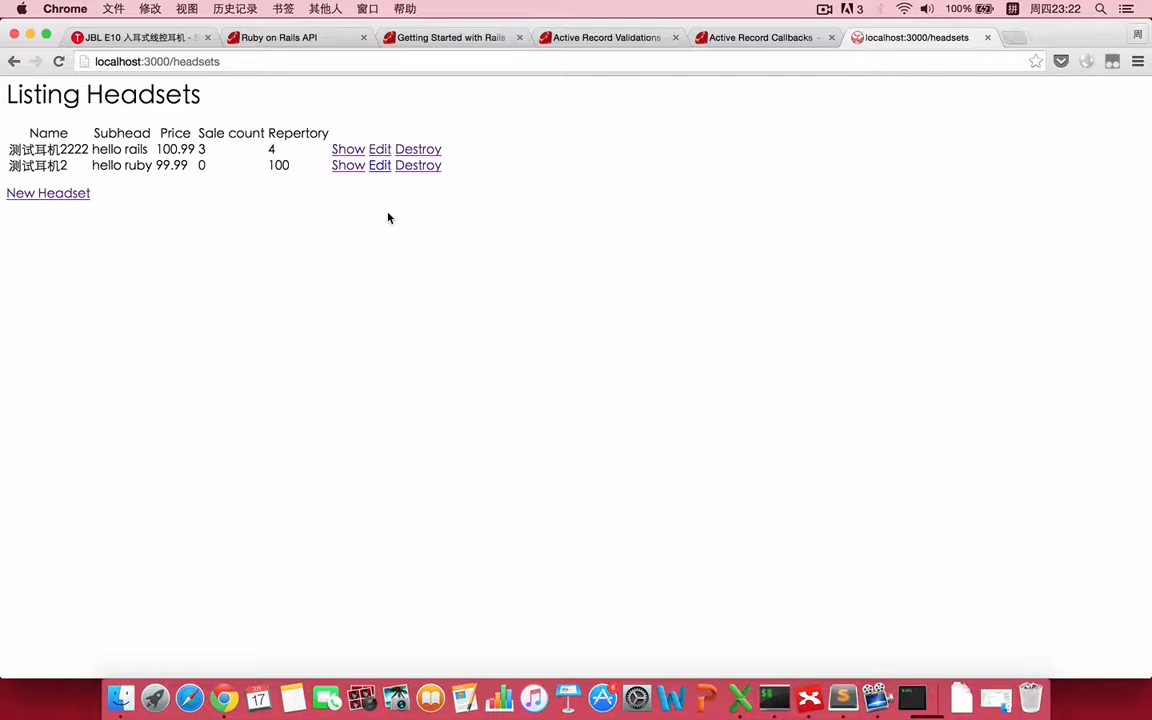 Chrome 文件 修改 视图 历史记录 书签 其他人 窗口 帮助 3 100% 拼 周四23:22
JBL E10 入耳式线控耳机 - S Ruby on Rails API Getting Started with Rails Active Record Validations Active Record Callbacks - localhost:3000/headsets 周
localhost:3000/headsets
Listing Headsets
Name Subhead Price Sale count Repertory
测试耳机2222 hello rails 100.99 3 4 Show Edit Destroy
测试耳机2 hello ruby 99.99 0 100 Show Edit Destroy
New Headset
17